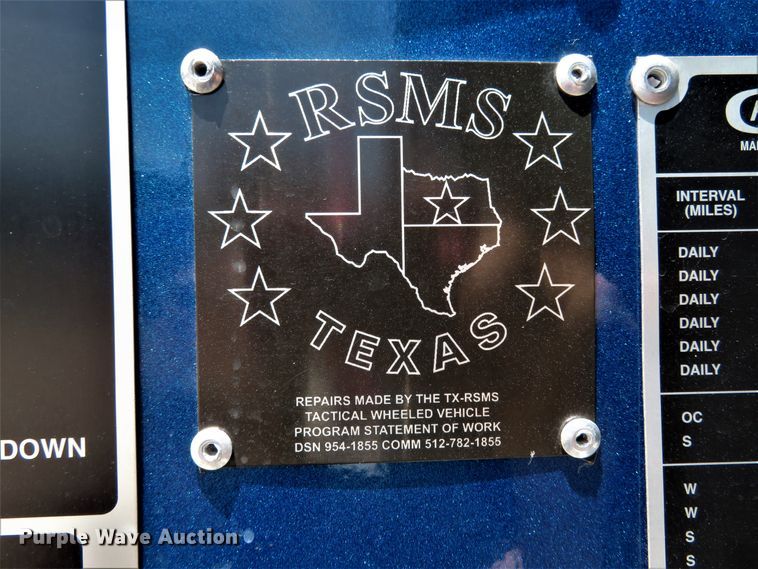 RSMS
TEXAS
REPAIRS MADE BY THE TX-RSMS
TACTICAL WHEELED VEHICLE
PROGRAM STATEMENT OF WORK
DSN 954-1855 COMM 512-782-1855
DOWN
INTERVAL
(MILES)
DAILY
DAILY
DAILY
DAILY
DAILY
DAILY
OC
S
W
W
S
S
Purple Wave Auction